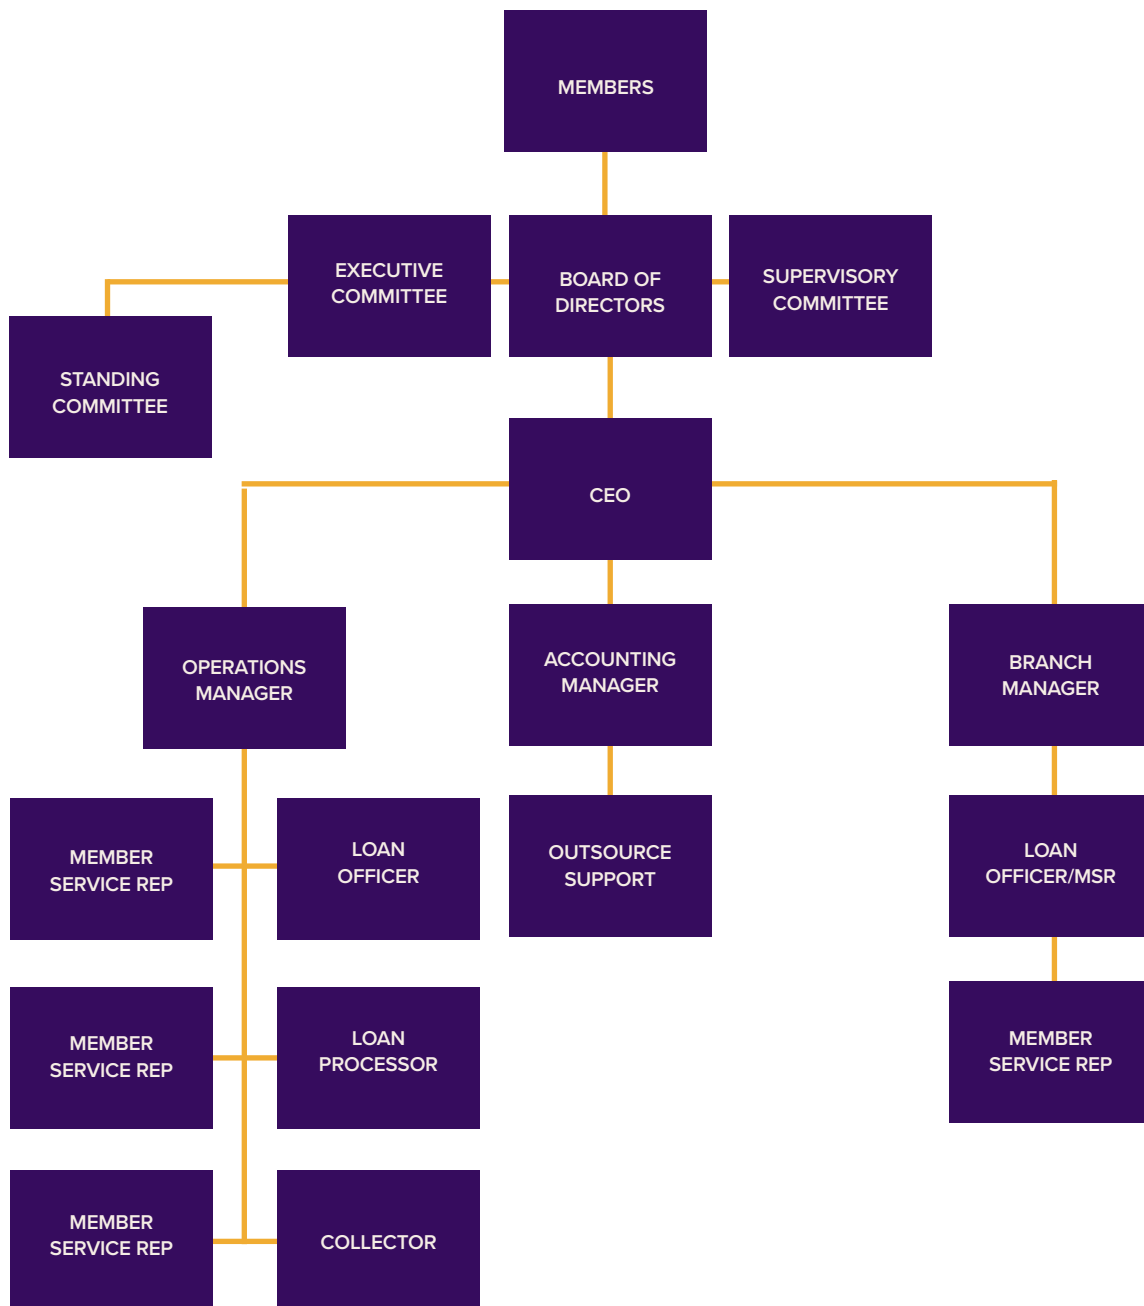 MEMBERS
EXECUTIVE
COMMITTEE
BOARD OF
DIRECTORS
SUPERVISORY
COMMITTEE
STANDING
COMMITTEE
CEO
OPERATIONS
MANAGER
ACCOUNTING
MANAGER
BRANCH
MANAGER
MEMBER
SERVICE REP
LOAN
OFFICER
OUTSOURCE
SUPPORT
LOAN
OFFICER/MSR
MEMBER
SERVICE REP
LOAN
PROCESSOR
MEMBER
SERVICE REP
MEMBER
SERVICE REP
COLLECTOR